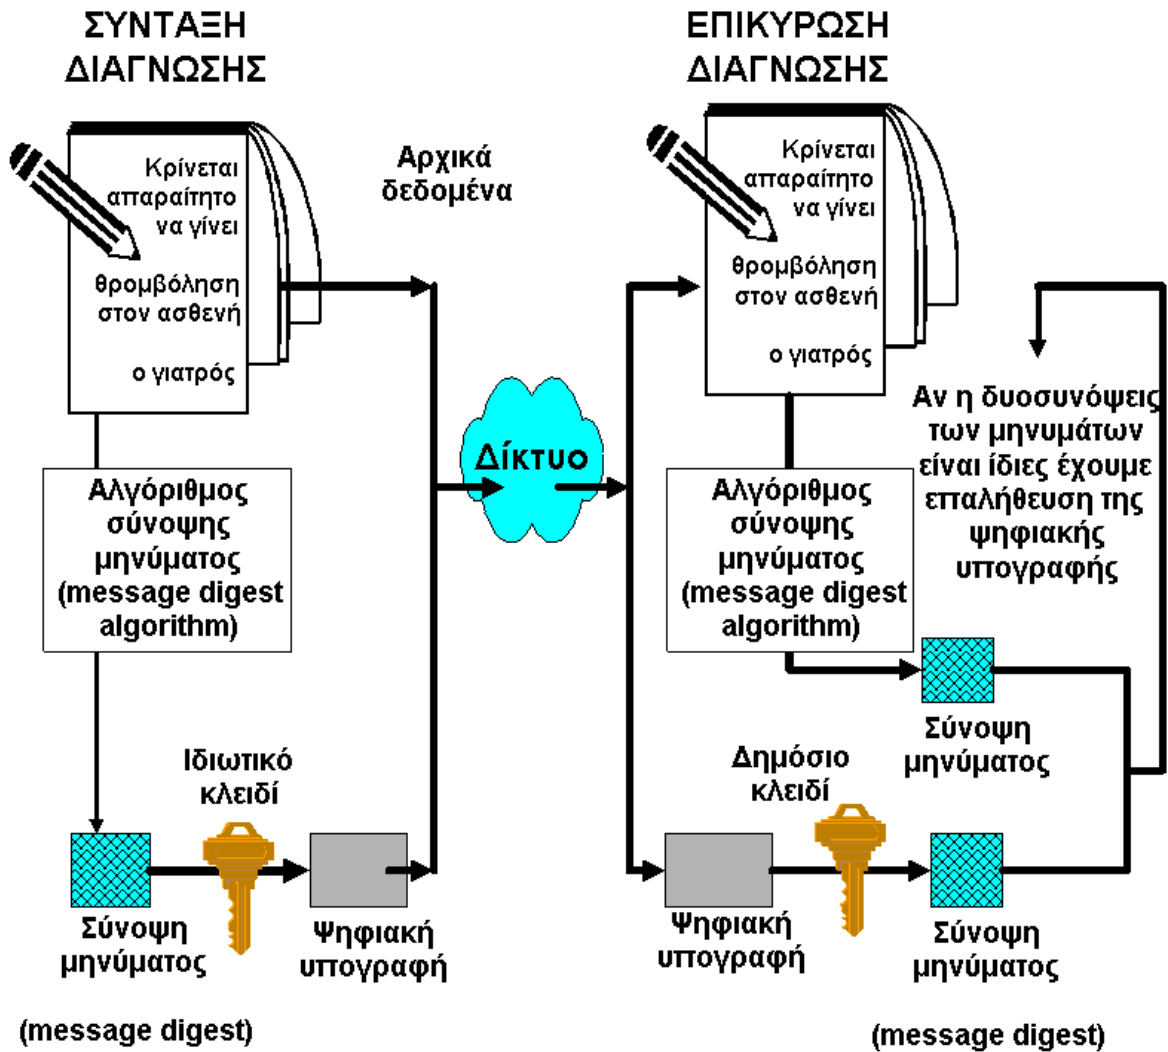 ΣΥΝΤΑΞΗ
ΔΙΑΓΝΩΣΗΣ
Κρίνεται
απαραίτητο
να γίνει
θρομβόληση
στον ασθενή
ο γιατρός
Αρχικά
δεδομένα
Αλγόριθμος
σύνοψης
μηνύματος
(message digest
algorithm)
Ιδιωτικό
κλειδί
Σύνοψη
μηνύματος
(message digest)
Ψηφιακή
υπογραφή
Δίκτυο
ΕΠΙΚΥΡΩΣΗ
ΔΙΑΓΝΩΣΗΣ
Κρίνεται
απαραίτητο
να γίνει
θρομβόληση
στον ασθενή
ο γιατρός
Αλγόριθμος
σύνοψης
μηνύματος
(message digest
algorithm)
Αν η δυοσυνόψεις
των μηνυμάτων
είναι ίδιες έχουμε
επαλήθευση της
ψηφιακής
υπογραφής
Σύνοψη
μηνύματος
Δημόσιο
κλειδί
Ψηφιακή
υπογραφή
Σύνοψη
μηνύματος
(message digest)